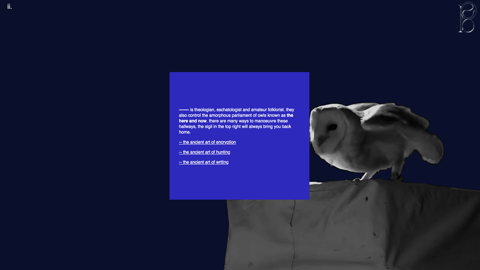 ii.
------ is theologian, eschatologist and amateur folklorist. they
also control the amorphous parliament of owls known as the
here and now. there are many ways to manoeuvre these
hallways, the sigil in the top right will always bring you back
home.
-- the ancient art of encryption
-- the ancient art of hunting
-- the ancient art of writing